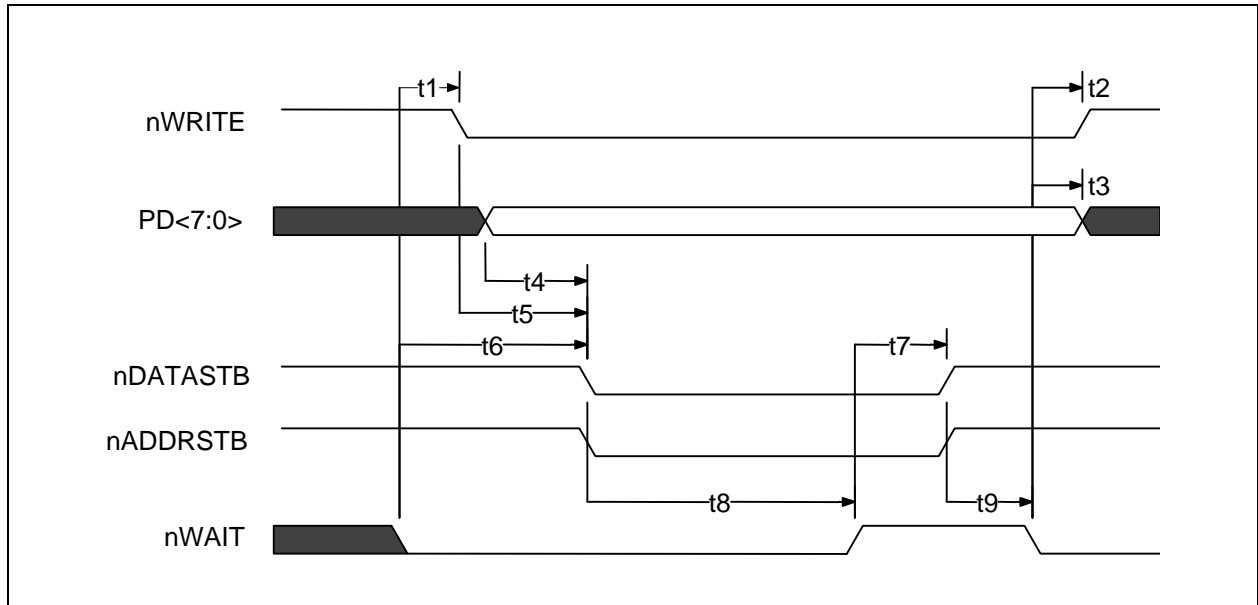 t1
t2
nWRITE
t3
PD<7:0>
t4
t5
t6
t7
nDATASTB
nADDRSTB
t8
t9
nWAIT